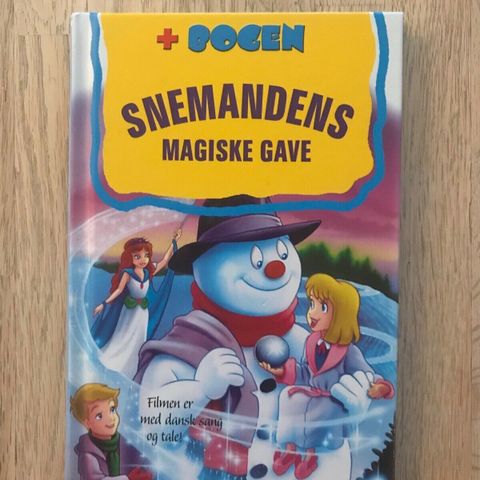 + BOGEN
SNEMANDENS
MAGISKE GAVE
Filmen er
med dansk sang
og tale!